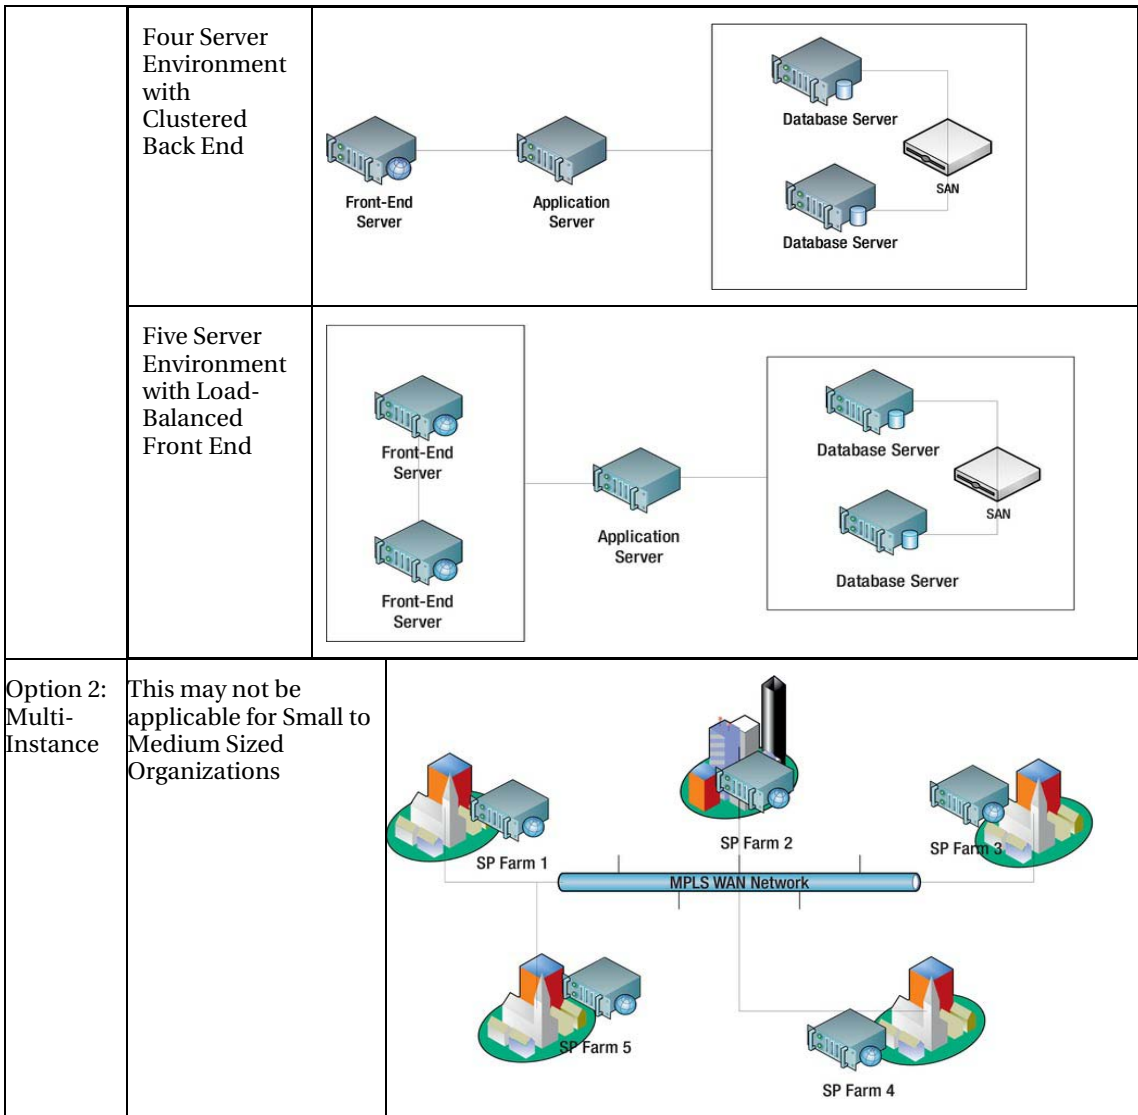 Four Server
Environment
with
Clustered
Back End
Front-End
Server
Application
Server
Database Server
Database Server
SAN
Five Server
Environment
with Load-
Balanced
Front End
Front-End
Server
Front-End
Server
Application
Server
Database Server
Database Server
SAN
Option 2:
Multi-
Instance
This may not be
applicable for Small to
Medium Sized
Organizations
SP Farm 1
SP Farm 2
SP Farm 3
MPLS WAN Network
SP Farm 5
SP Farm 4